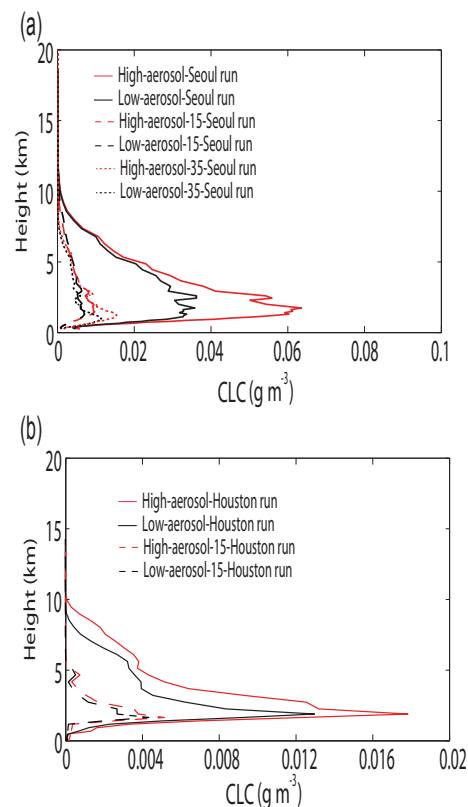 (a)
20
15
10
5
0
Height (km)
High-aerosol-Seoul run
Low-aerosol-Seoul run
High-aerosol-15-Seoul run
Low-aerosol-15-Seoul run
High-aerosol-35-Seoul run
Low-aerosol-35-Seoul run
0 0.02 0.04 0.06 0.08 0.1
CLC (g m⁻³)
(b)
20
15
10
5
0
Height (km)
High-aerosol-Houston run
Low-aerosol-Houston run
High-aerosol-15-Houston run
Low-aerosol-15-Houston run
0 0.004 0.008 0.012 0.016 0.02
CLC (g m⁻³)